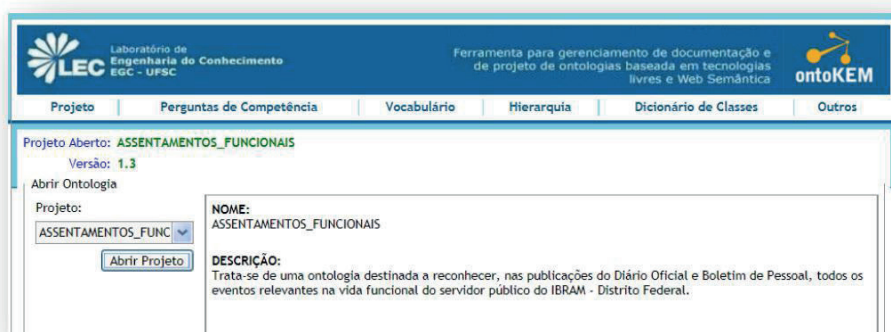 LEC
Laboratório de
Engenharia do Conhecimento
EGC - UFSC
Ferramenta para gerenciamento de documentação e
de projeto de ontologias baseada em tecnologias
livres e Web Semântica
ontoKEM
Projeto | Perguntas de Competência | Vocabulário | Hierarquia | Dicionário de Classes | Outros
Projeto Aberto: ASSENTAMENTOS_FUNCIONAIS
Versão: 1.3
Abrir Ontologia
Projeto:
ASSENTAMENTOS_FUNC
Abrir Projeto
NOME:
ASSENTAMENTOS_FUNCIONAIS
DESCRIÇÃO:
Trata-se de uma ontologia destinada a reconhecer, nas publicações do Diário Oficial e Boletim de Pessoal, todos os
eventos relevantes na vida funcional do servidor público do IBRAM - Distrito Federal.